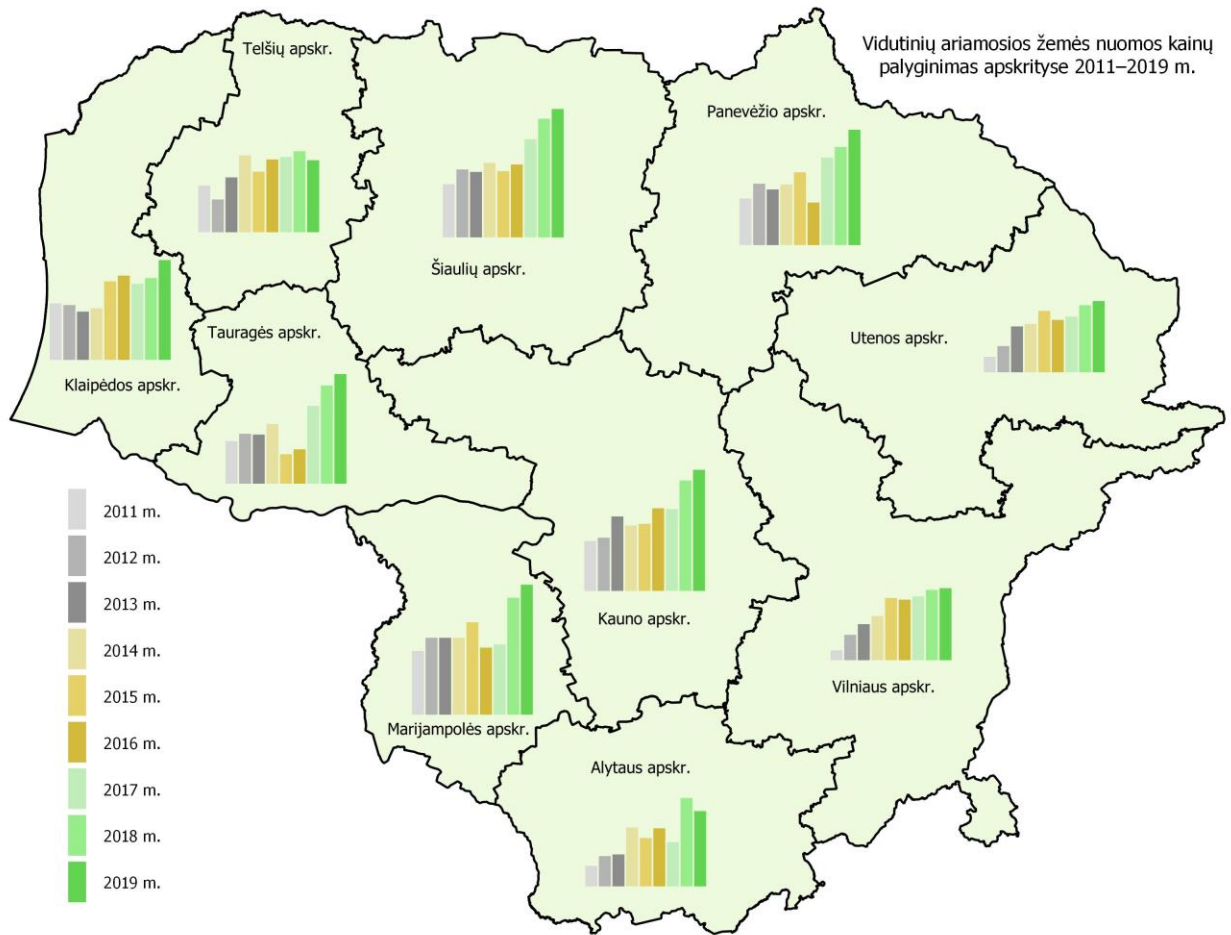 Vidutinių ariamosios žemės nuomos kainų
palyginimas apskrityse 2011–2019 m.
Telšių apskr.
Panevėžio apskr.
Šiaulių apskr.
Tauragės apskr.
Utenos apskr.
Klaipėdos apskr.
Kauno apskr.
Vilniaus apskr.
Marijampolės apskr.
Alytaus apskr.
2011 m.
2012 m.
2013 m.
2014 m.
2015 m.
2016 m.
2017 m.
2018 m.
2019 m.